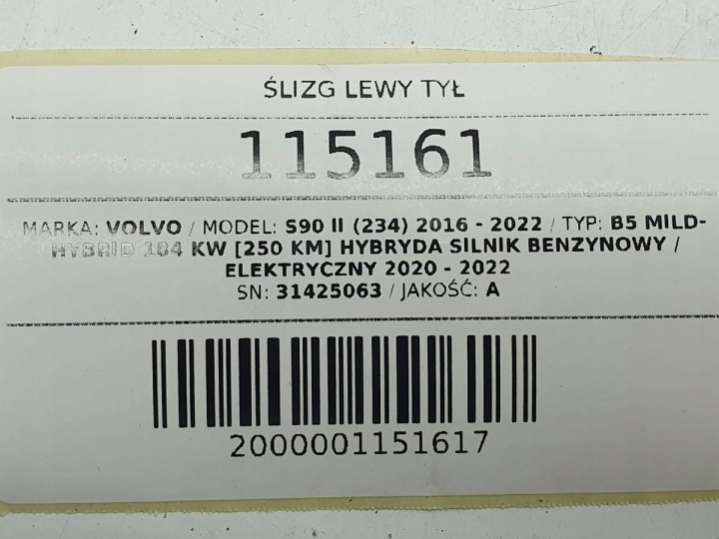 ŚLIZG LEWY TYŁ
115161
MARKA: VOLVO / MODEL: S90 II (234) 2016 - 2022 / TYP: B5 MILD-
HYBRID 184 KW [250 KM] HYBRYDA SILNIK BENZYNOWY /
ELEKTRYCZNY 2020 - 2022
SN: 31425063 / JAKOŚĆ: A
2000001151617